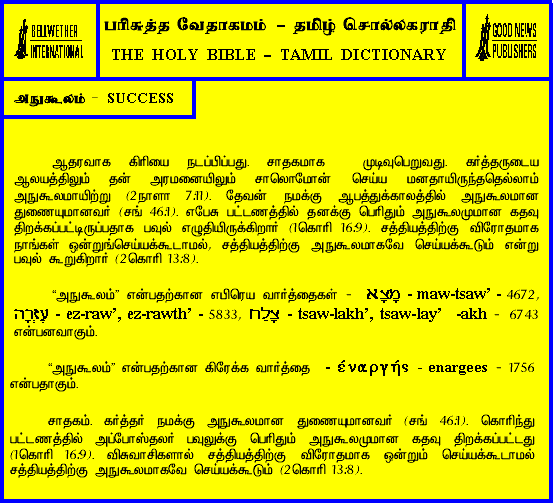 BELLWETHER
INTERNATIONAL
பரிசுத்த வேதாகமம் – தமிழ் சொல்லகராதி
THE HOLY BIBLE – TAMIL DICTIONARY
GOOD NEWS
PUBLISHERS
அநுகூலம் – SUCCESS
ஆதரவாக கிரியை நடப்பிப்பது. சாதகமாக முடிவுபெறுவது. கர்த்தருடைய
ஆலயத்திலும் தன் அரமனையிலும் சாலொமோன் செய்ய மனதாயிருந்ததெல்லாம்
அநுகூலமாயிற்று (2நாளா 7:11). தேவன் நமக்கு ஆபத்துக்காலத்தில் அநுகூலமான
துணையுமானவர் (சங் 46:1). எபேசு பட்டணத்தில் தனக்கு பெரிதும் அநுகூலமுமான கதவு
திறக்கப்பட்டிருப்பதாக பவுல் எழுதியிருக்கிறார் (1கொரி 16:9). சத்தியத்திற்கு விரோதமாக
நாங்கள் ஒன்றுஞ்செய்யக்கூடாமல், சத்தியத்திற்கு அநுகூலமாகவே செய்யக்கூடும் என்று
பவுல் கூறுகிறார் (2கொரி 13:8).
“அநுகூலம்” என்பதற்கான எபிரெய வார்த்தைகள் - מָצָא - maw-tsaw’ - 4672,
עֶזְרָה - ez-raw’, ez-rawth’ - 5833, צָלַח - tsaw-lakh’, tsaw-lay’ -akh - 6743
என்பனவாகும்.
“அநுகூலம்” என்பதற்கான கிரேக்க வார்த்தை - έναργής - enargees - 1756
என்பதாகும்.
சாதகம். கர்த்தர் நமக்கு அநுகூலமான துணையுமானவர் (சங் 46:1). கொரிந்து
பட்டணத்தில் அப்போஸ்தலர் பவுலுக்கு பெரிதும் அநுகூலமுமான கதவு திறக்கப்பட்டது
(1கொரி 16:9). விசுவாசிகளால் சத்தியத்திற்கு விரோதமாக ஒன்றும் செய்யக்கூடாமல்
சத்தியத்திற்கு அநுகூலமாகவே செய்யக்கூடும் (2கொரி 13:8).